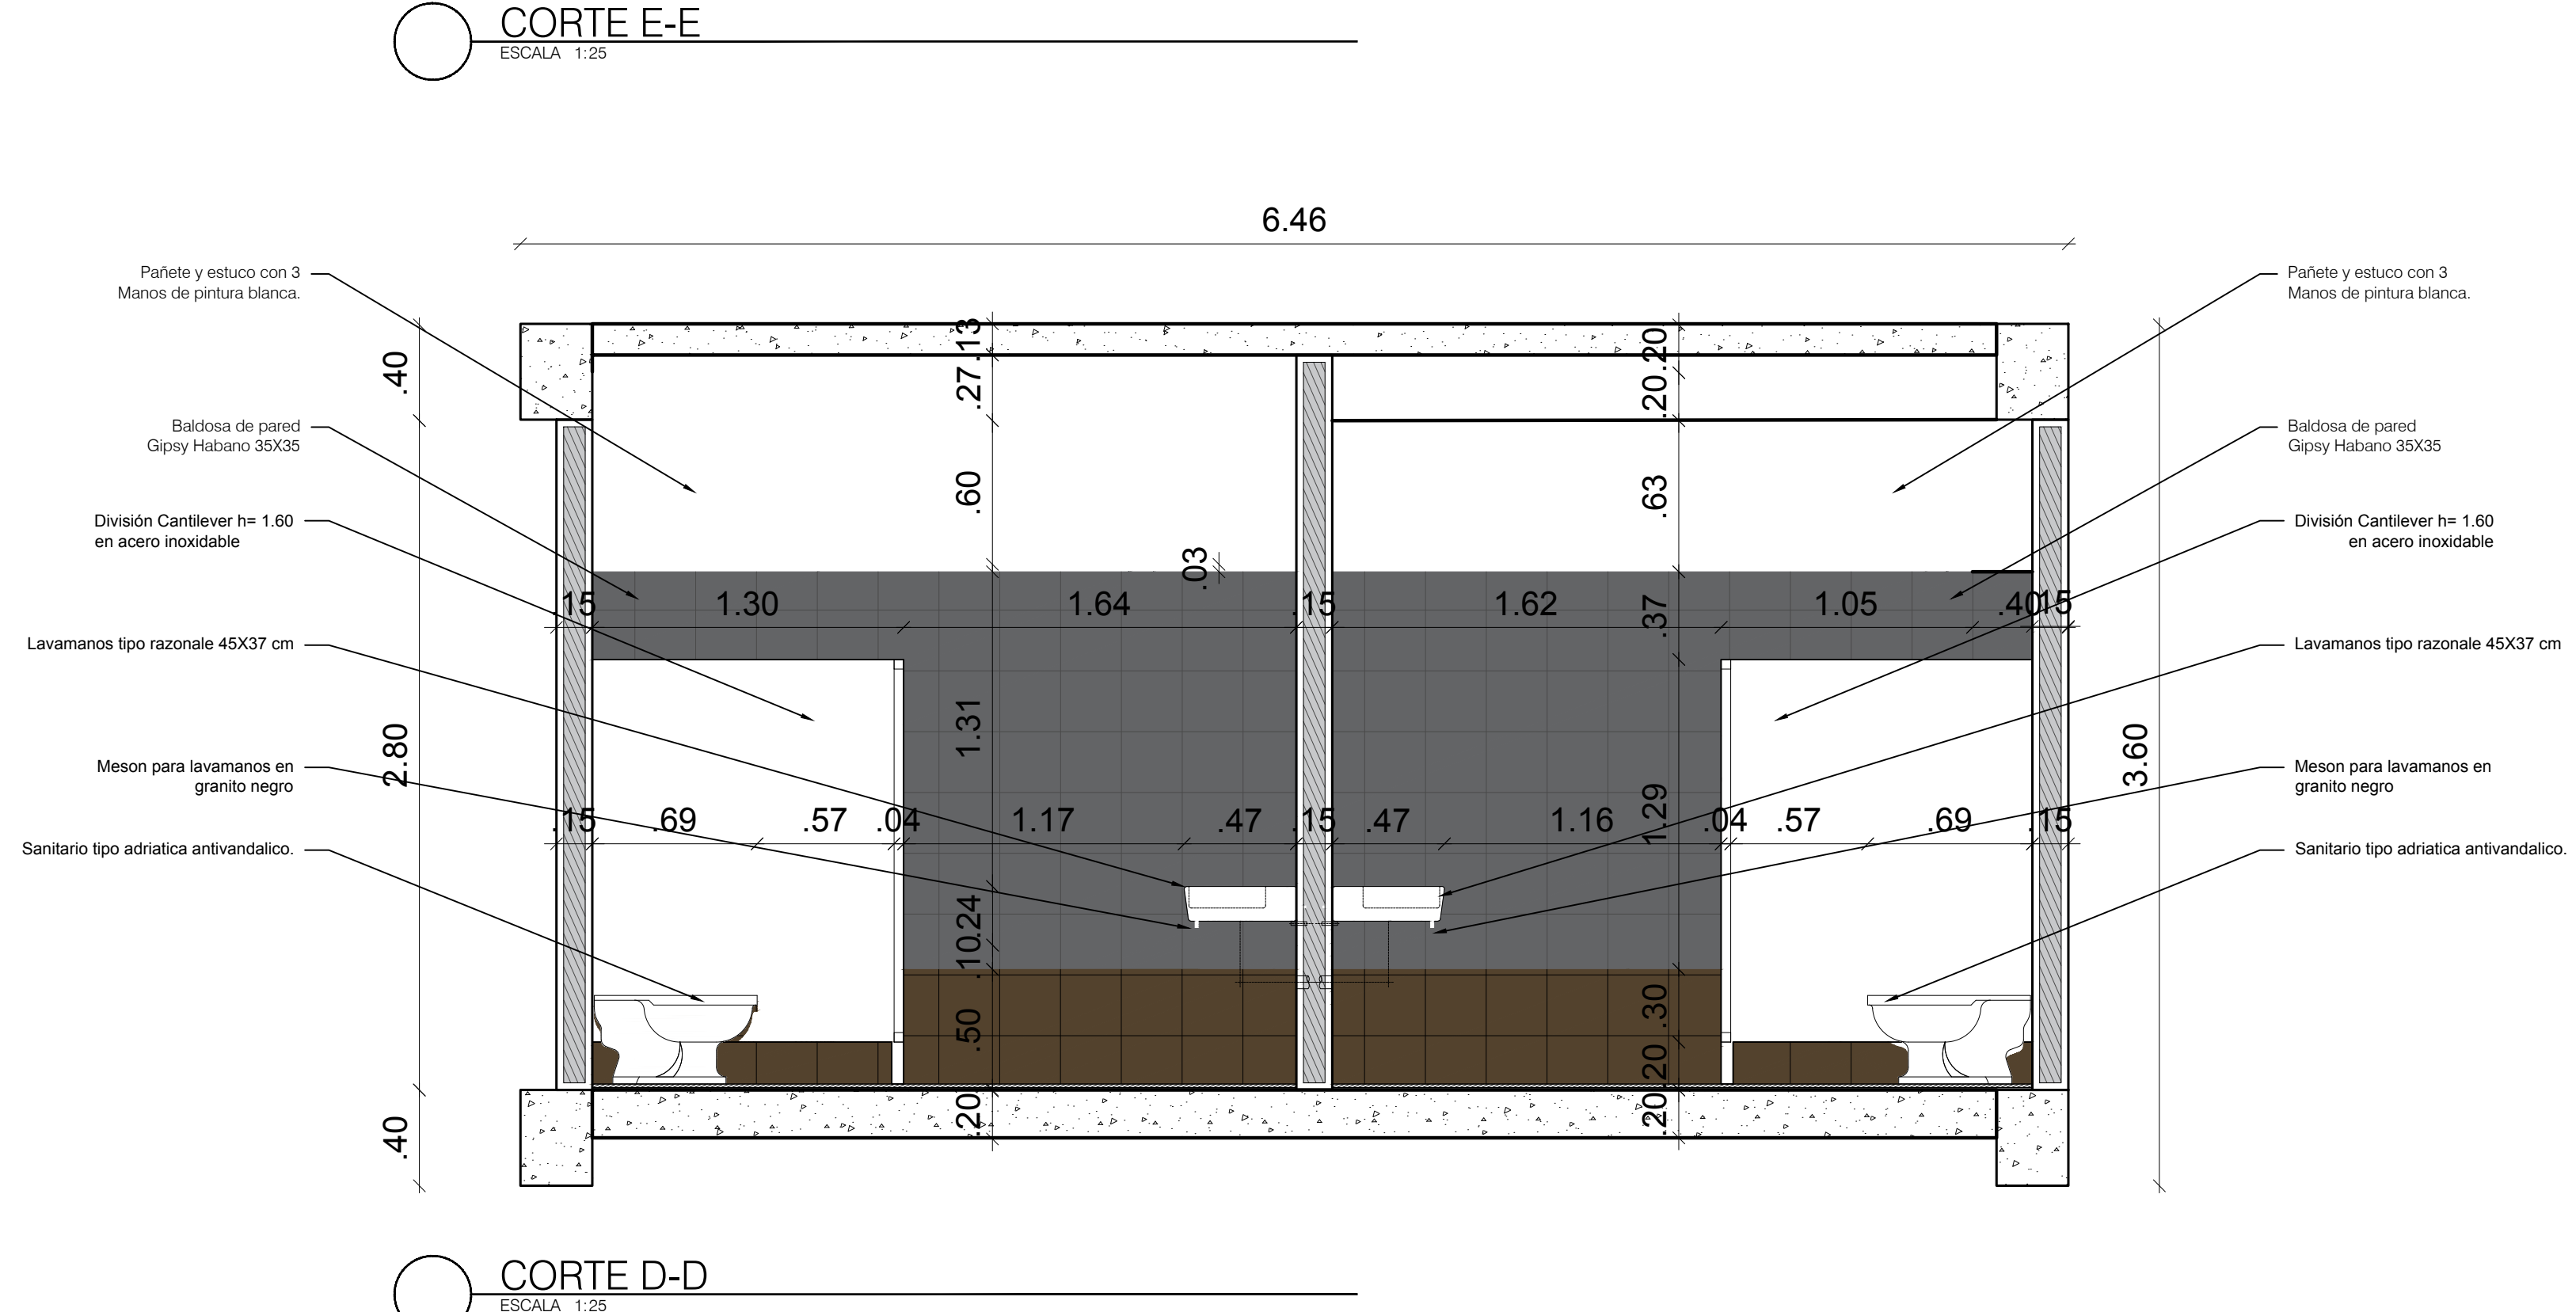 CORTE E-E
ESCALA 1:25
6.46
Pañete y estuco con 3
Manos de pintura blanca.
Pañete y estuco con 3
Manos de pintura blanca.
.40
.13
.27
.20
.20
Baldosa de pared
Gipsy Habano 35X35
Baldosa de pared
Gipsy Habano 35X35
.60
.63
División Cantilever h= 1.60
en acero inoxidable
División Cantilever h= 1.60
en acero inoxidable
.03
.15
1.30
1.64
.15
1.62
.37
1.05
.40
.15
Lavamanos tipo razonale 45X37 cm
Lavamanos tipo razonale 45X37 cm
2.80
1.31
3.60
Meson para lavamanos en
granito negro
Meson para lavamanos en
granito negro
.15
.69
.57
.04
1.17
.47
.15
.47
1.16
1.29
.04
.57
.69
.15
Sanitario tipo adriatica antivandalico.
Sanitario tipo adriatica antivandalico.
.24
.10
.50
.30
.20
.40
.20
.20
CORTE D-D
ESCALA 1:25